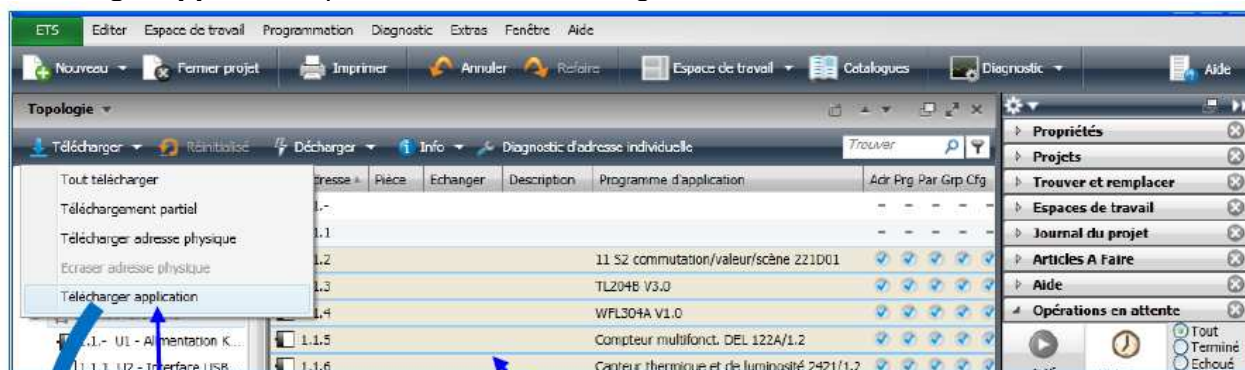 ETS Editer Espace de travail Programmation Diagnostic Extras Fenêtre Aide
Nouveau Fermer projet Imprimer Annuler Refaire Espace de travail Catalogues Diagnostic Aide
Topologie
Télécharger Réinitialisé Décharger Info Diagnostic d'adresse individuelle Trouver
Propriétés
Projets
Tout télécharger
Téléchargement partiel
Télécharger adresse physique
Ecraser adresse physique
Télécharger application
dresse Pièce Echanger Description Programme d'application Adr Prg Par Grp Cfg
1.-
1.1
1.2 11 S2 commutation/valeur/scène 221D01
1.3 TL204B V3.0
1.4 WFL304A V1.0
1.1.- U1 - Alimentation K... 1.1.5 Compteur multifonct. DEL 122A/1.2
1.1.1 U2 - Interface USB 1.1.6 Capteur thermique et de luminosité 2421/1.2
Trouver et remplacer
Espaces de travail
Journal du projet
Articles A Faire
Aide
Opérations en attente
Tout
Terminé
Echoué